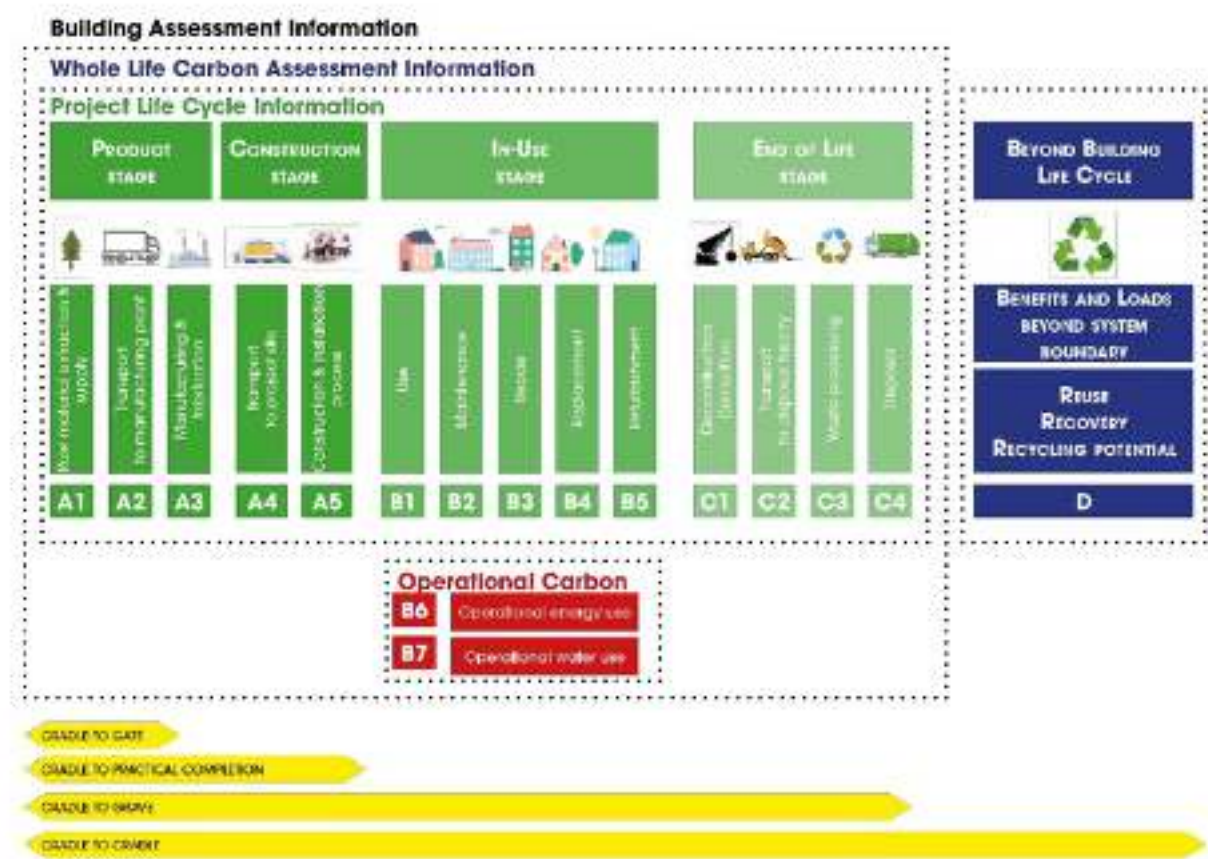 Building Assessment Information
Whole Life Carbon Assessment Information
Project Life Cycle Information
PRODUCT
STAGE
CONSTRUCTION
STAGE
IN-USE
STAGE
END OF LIFE
STAGE
BEYOND BUILDING
LIFE CYCLE
Raw material extraction &
supply
Transport
to manufacturing plant
Manufacturing &
fabrication
Transport
to project site
Construction & installation
process
Use
Maintenance
Repair
Replacement
Refurbishment
Deconstruction
Demolition
Transport
to disposal facility
Waste processing
Disposal
BENEFITS AND LOADS
BEYOND SYSTEM
BOUNDARY
REUSE
RECOVERY
RECYCLING POTENTIAL
A1
A2
A3
A4
A5
B1
B2
B3
B4
B5
C1
C2
C3
C4
D
Operational Carbon
B6
Operational energy use
B7
Operational water use
CRADLE TO GATE
CRADLE TO PRACTICAL COMPLETION
CRADLE TO GRAVE
CRADLE TO CRADLE